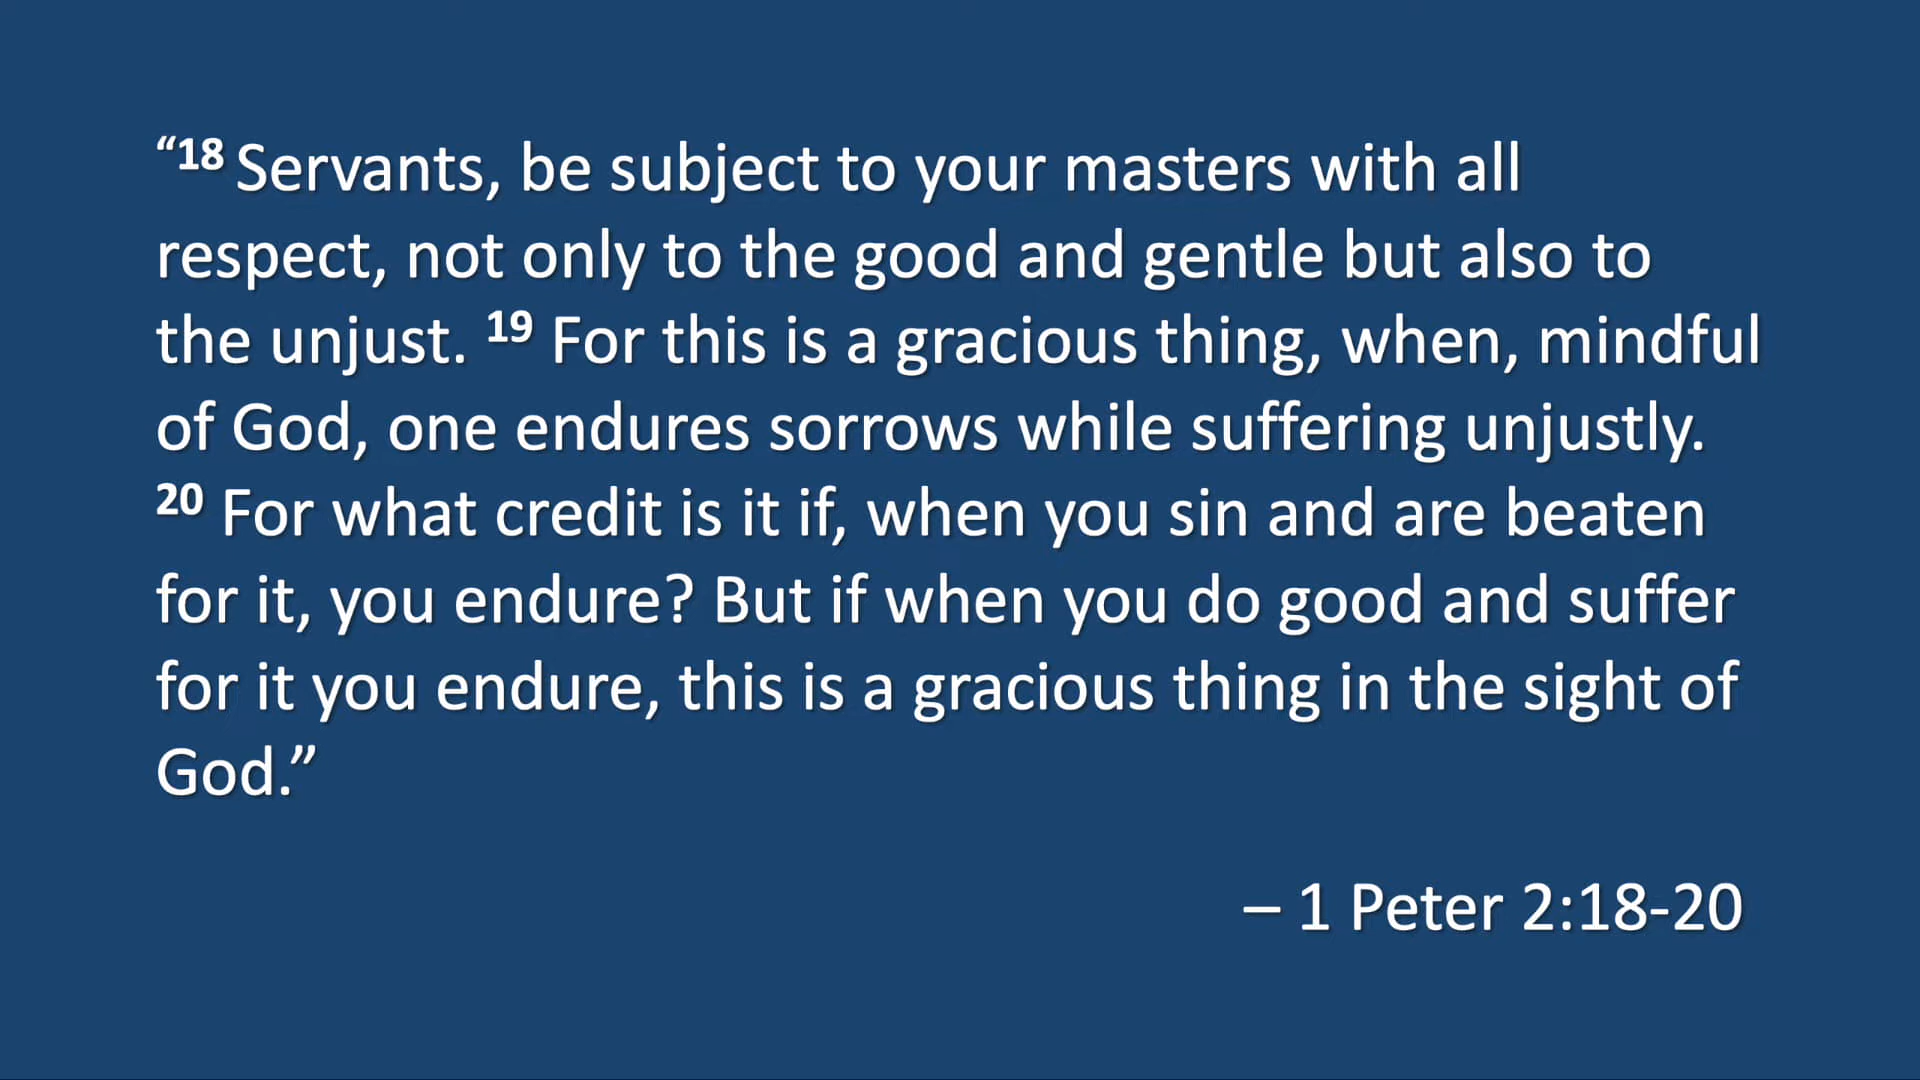 “18 Servants, be subject to your masters with all
respect, not only to the good and gentle but also to
the unjust. 19 For this is a gracious thing, when, mindful
of God, one endures sorrows while suffering unjustly.
20 For what credit is it if, when you sin and are beaten
for it, you endure? But if when you do good and suffer
for it you endure, this is a gracious thing in the sight of
God.”
– 1 Peter 2:18-20